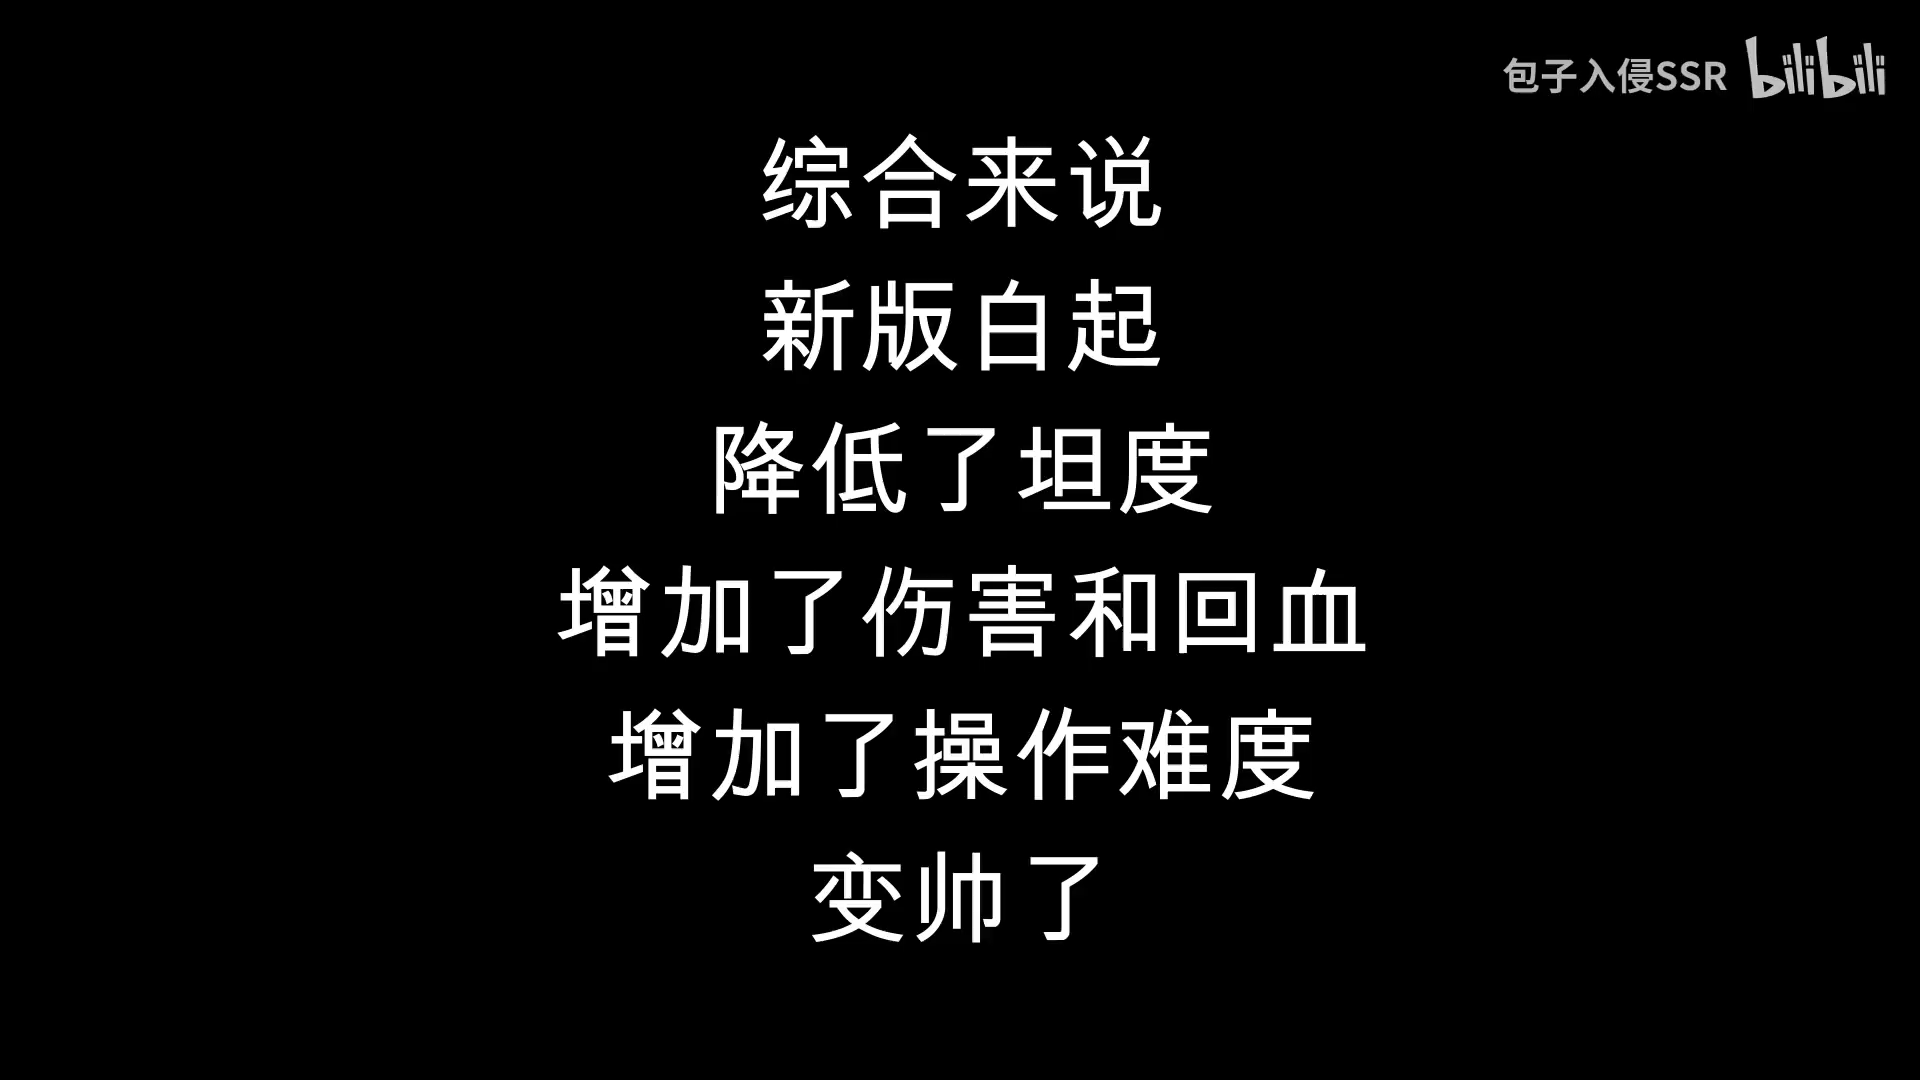 包子入侵SSR bilibili
综合来说
新版白起
降低了坦度
增加了伤害和回血
增加了操作难度
变帅了